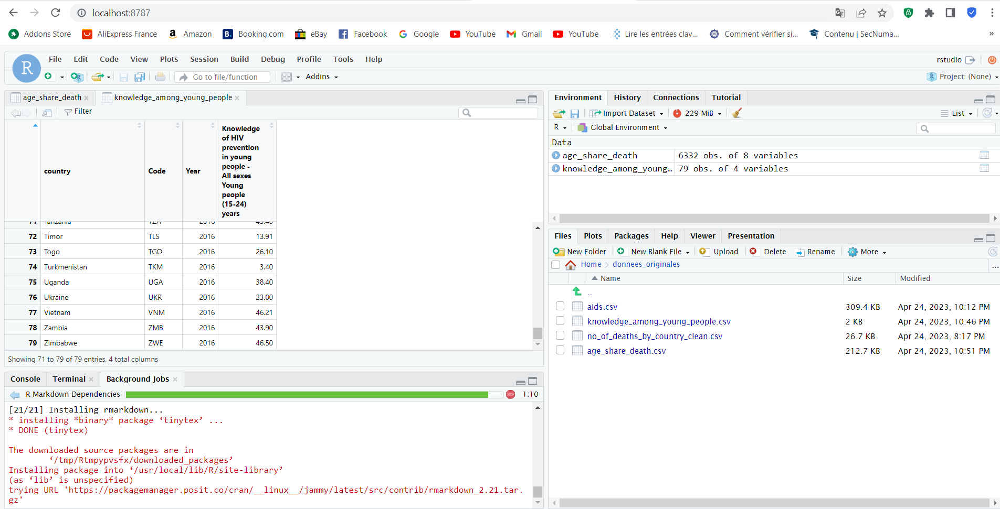 localhost:8787
Addons Store AliExpress France Amazon Booking.com eBay Facebook Google YouTube Gmail YouTube Lire les entrées clav... Comment vérifier si... Contenu | SecNuma... »
R File Edit Code View Plots Session Build Debug Profile Tools Help rstudio
Go to file/function Addins Project: (None)
age_share_death × knowledge_among_young_people ×
Filter
country Code Year Knowledge
of HIV
prevention
in young
people -
All sexes
Young
people
(15-24)
years
71 Tanzania TZA 2016 45.40
72 Timor TLS 2016 13.91
73 Togo TGO 2016 26.10
74 Turkmenistan TKM 2016 3.40
75 Uganda UGA 2016 38.40
76 Ukraine UKR 2016 23.00
77 Vietnam VNM 2016 46.21
78 Zambia ZMB 2016 43.90
79 Zimbabwe ZWE 2016 46.50
Showing 71 to 79 of 79 entries, 4 total columns
Console Terminal × Background Jobs ×
R Markdown Dependencies STOP 1:10
[21/21] Installing rmarkdown...
* installing *binary* package ‘tinytex’ ...
* DONE (tinytex)
The downloaded source packages are in
‘/tmp/Rtmpypvsfx/downloaded_packages’
Installing package into ‘/usr/local/lib/R/site-library’
(as ‘lib’ is unspecified)
trying URL 'https://packagemanager.posit.co/cran/__linux__/jammy/latest/src/contrib/rmarkdown_2.21.tar.
gz'
Environment History Connections Tutorial
Import Dataset 229 MiB List
R Global Environment
Data
age_share_death 6332 obs. of 8 variables
knowledge_among_young… 79 obs. of 4 variables
Files Plots Packages Help Viewer Presentation
New Folder New Blank File Upload Delete Rename More
Home donnees_originales ...
Name Size Modified
..
aids.csv 309.4 KB Apr 24, 2023, 10:12 PM
knowledge_among_young_people.csv 2 KB Apr 24, 2023, 10:46 PM
no_of_deaths_by_country_clean.csv 26.7 KB Apr 24, 2023, 8:17 PM
age_share_death.csv 212.7 KB Apr 24, 2023, 10:51 PM